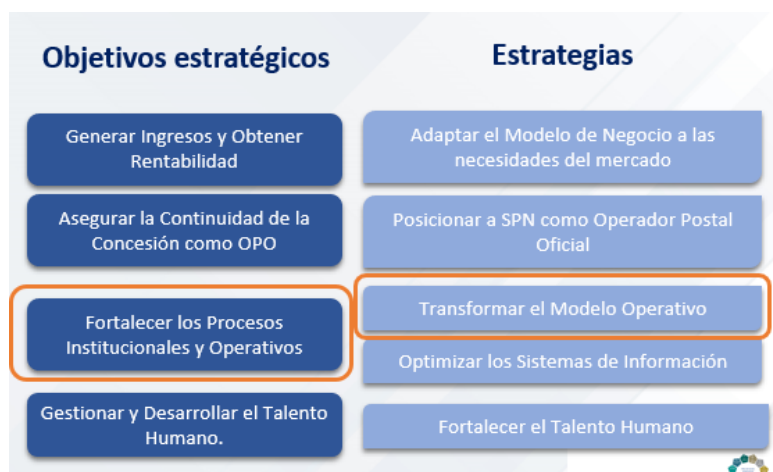 Objetivos estratégicos
Estrategias
Generar Ingresos y Obtener
Rentabilidad
Adaptar el Modelo de Negocio a las
necesidades del mercado
Asegurar la Continuidad de la
Concesión como OPO
Posicionar a SPN como Operador Postal
Oficial
Fortalecer los Procesos
Institucionales y Operativos
Transformar el Modelo Operativo
Optimizar los Sistemas de Información
Gestionar y Desarrollar el Talento
Humano.
Fortalecer el Talento Humano